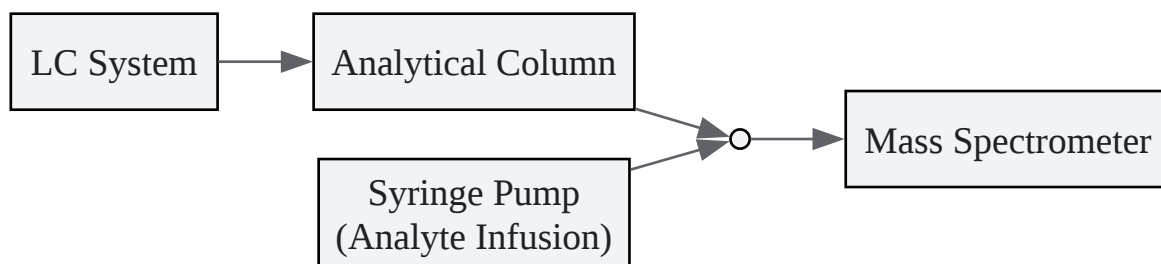 LC System
Analytical Column
Mass Spectrometer
Syringe Pump
(Analyte Infusion)